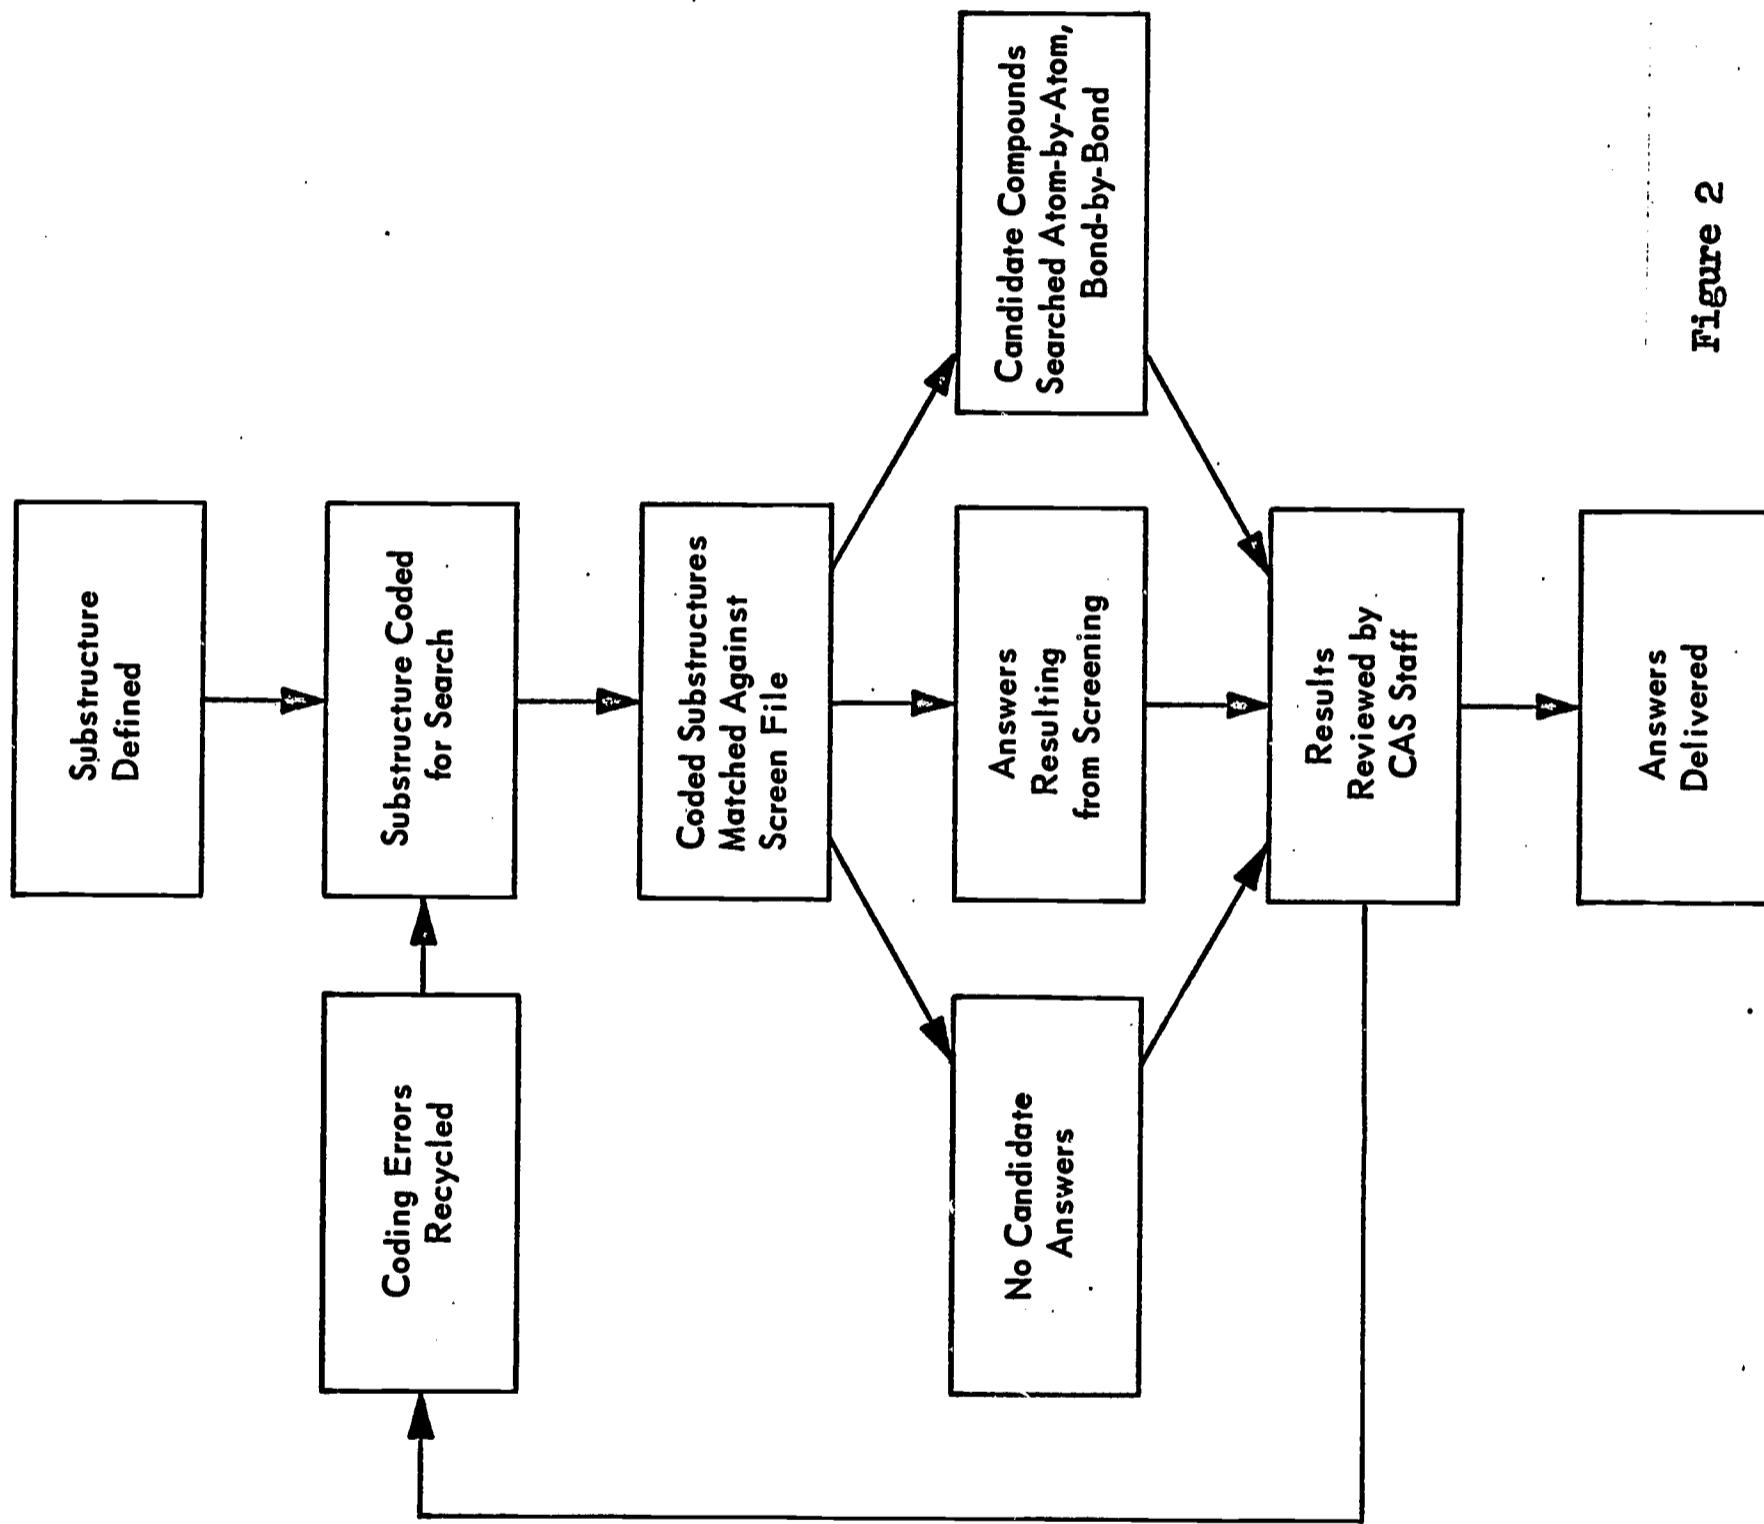 Substructure
Defined
Coding Errors
Recycled
Substructure Coded
for Search
Coded Substructures
Matched Against
Screen File
No Candidate
Answers
Answers
Resulting
from Screening
Candidate Compounds
Searched Atom-by-Atom,
Bond-by-Bond
Results
Reviewed by
CAS Staff
Answers
Delivered
Figure 2